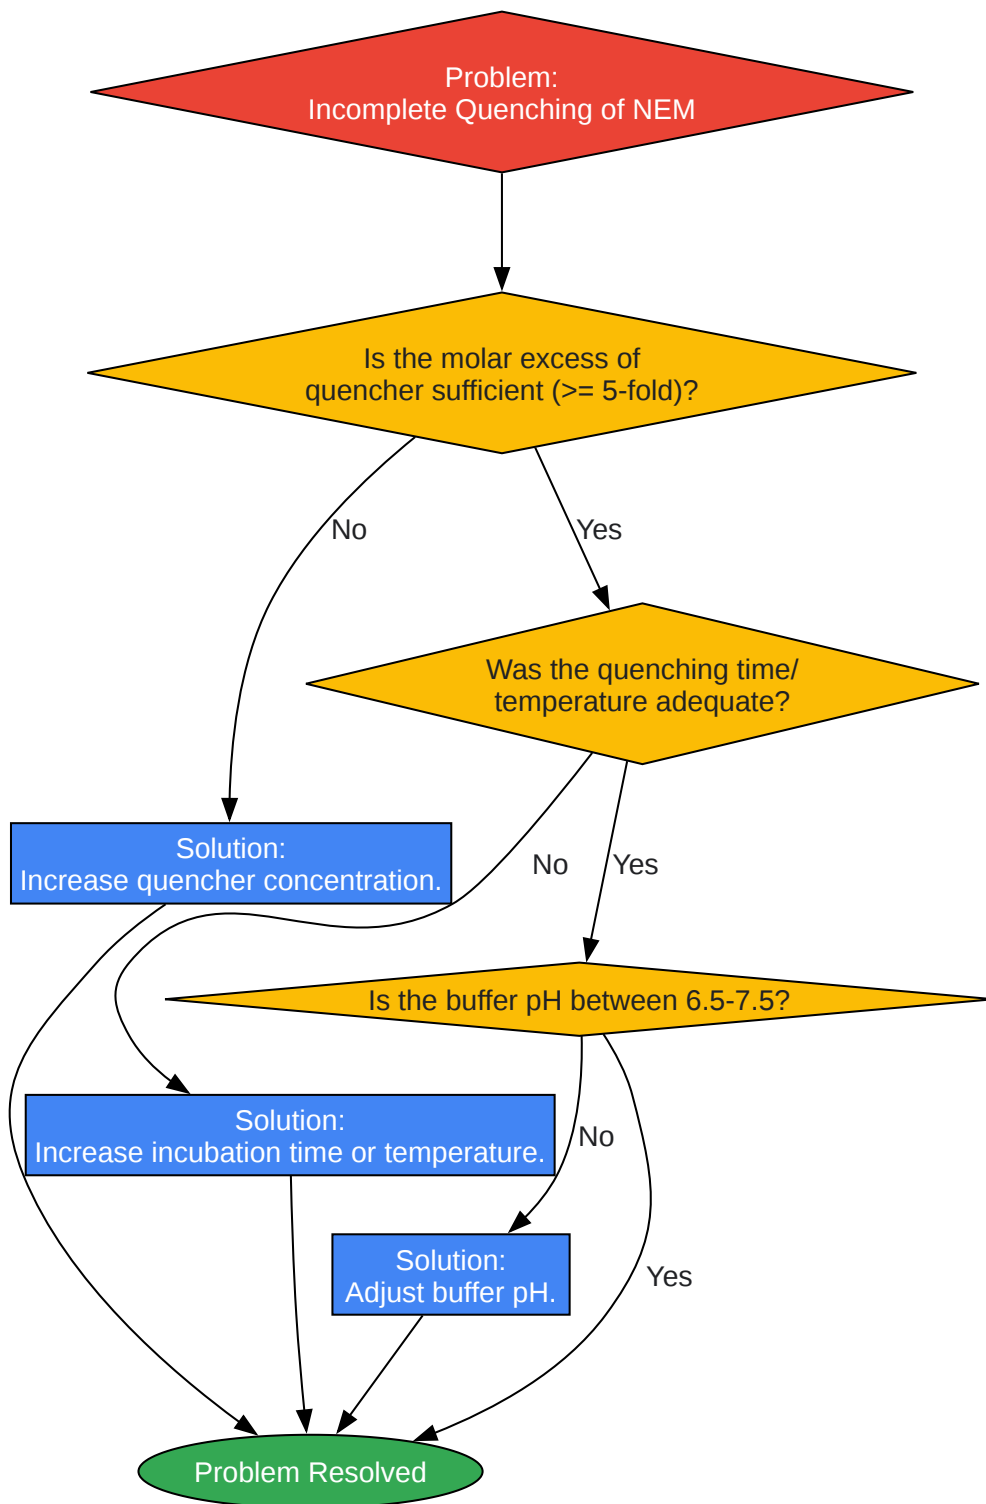 Problem:
Incomplete Quenching of NEM
Is the molar excess of
quencher sufficient (>= 5-fold)?
No
Yes
Was the quenching time/
temperature adequate?
Solution:
Increase quencher concentration.
No
Yes
Is the buffer pH between 6.5-7.5?
Solution:
Increase incubation time or temperature.
No
Solution:
Adjust buffer pH.
Yes
Problem Resolved